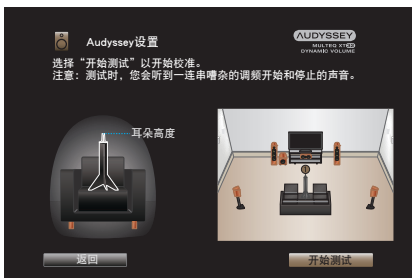 Audyssey设置
AUDYSSEY
MULTEQ XT32
DYNAMIC VOLUME
选择“开始测试”以开始校准。
注意：测试时，您会听到一连串嘈杂的调频开始和停止的声音。
耳朵高度
返回
开始测试